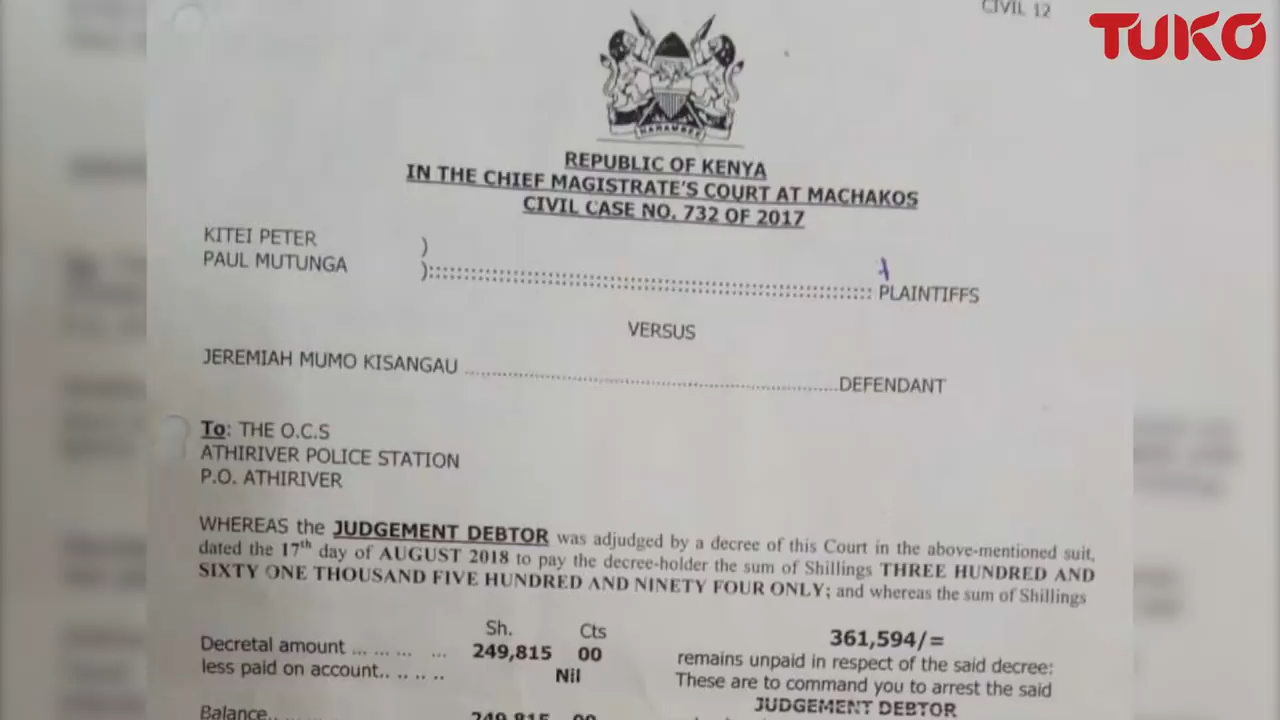 CIVIL 12
TUKO
HARAMBEE
REPUBLIC OF KENYA
IN THE CHIEF MAGISTRATE'S COURT AT MACHAKOS
CIVIL CASE NO. 732 OF 2017
KITEI PETER )
PAUL MUTUNGA ):::::::::::::::::::::::::::::::::::::::::::::::::::::::::: PLAINTIFFS
VERSUS
JEREMIAH MUMO KISANGAU ..........................................................................................DEFENDANT
To: THE O.C.S
ATHIRIVER POLICE STATION
P.O. ATHIRIVER
WHEREAS the JUDGEMENT DEBTOR was adjudged by a decree of this Court in the above-mentioned suit,
dated the 17th day of AUGUST 2018 to pay the decree-holder the sum of Shillings THREE HUNDRED AND
SIXTY ONE THOUSAND FIVE HUNDRED AND NINETY FOUR ONLY; and whereas the sum of Shillings
Sh. Cts
Decretal amount ... ... ... ... 249,815 00
less paid on account.. .. .. .. Nil
Balance.. 249,815 00
361,594/=
remains unpaid in respect of the said decree:
These are to command you to arrest the said
JUDGEMENT DEBTOR